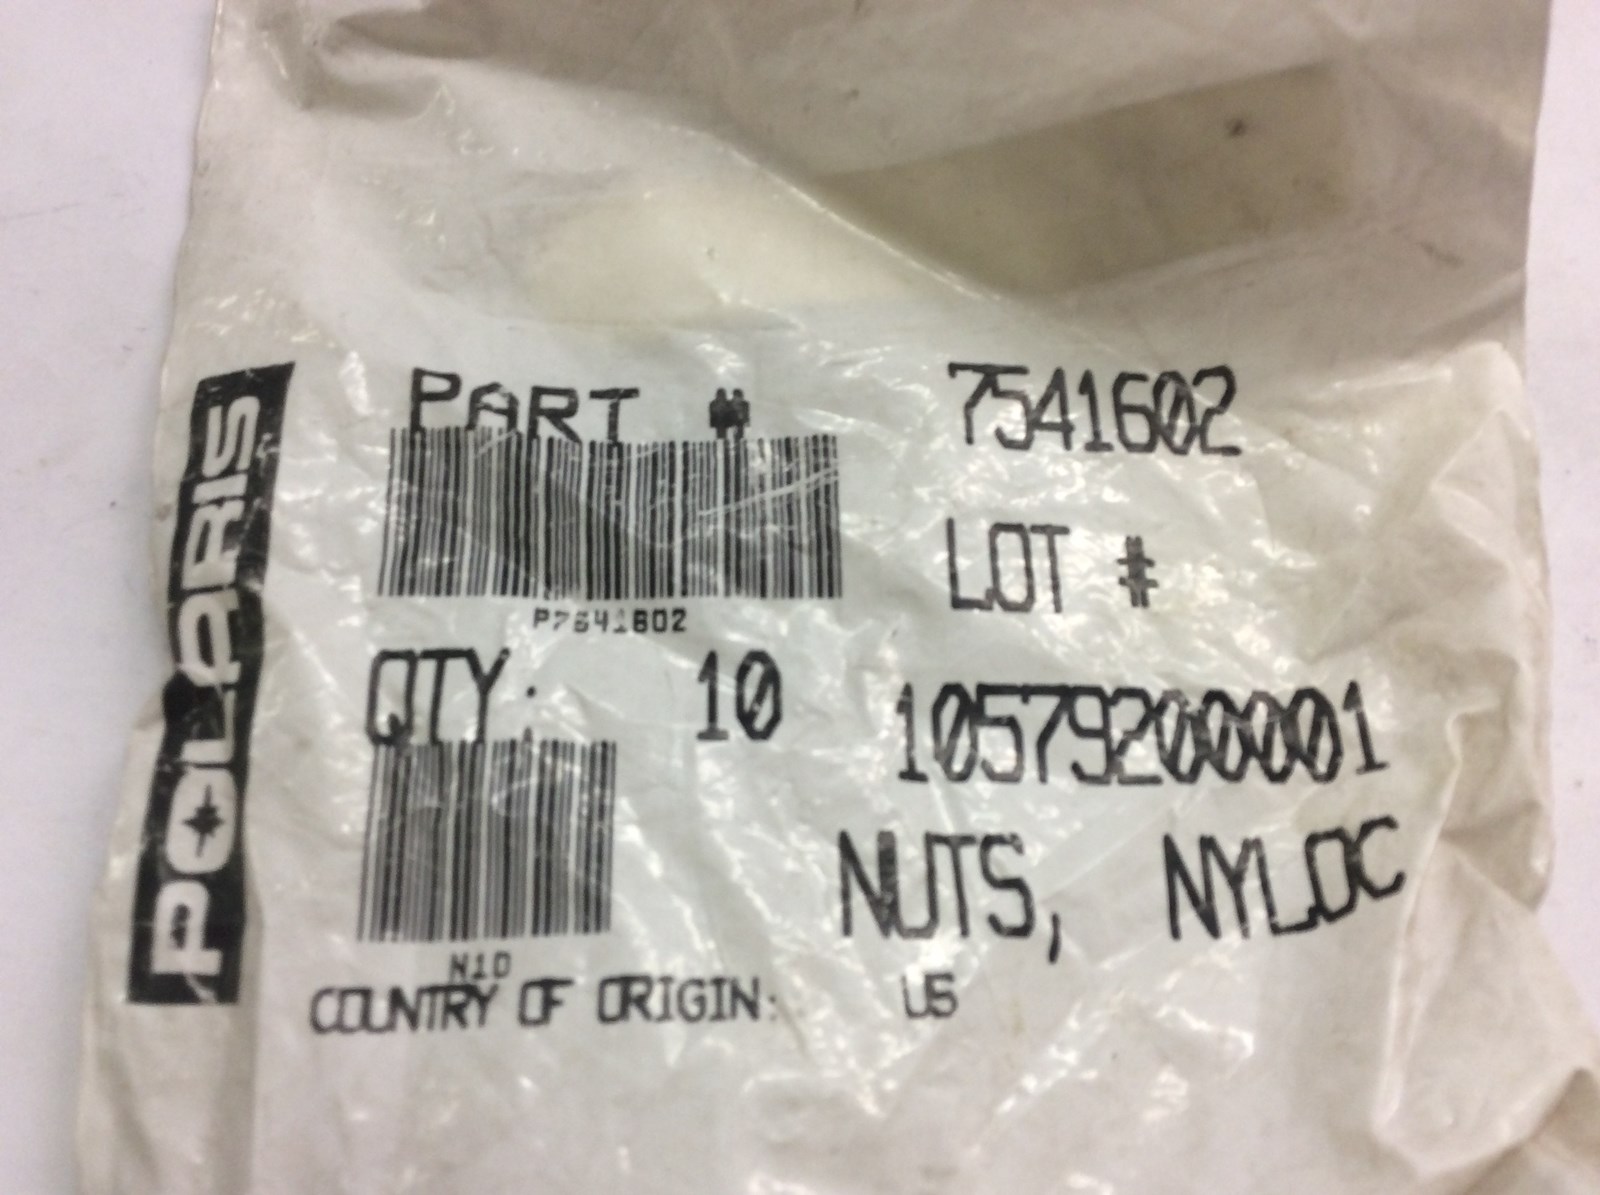 POLARIS
PART # 7541602
P7541602
LOT #
QTY: 10
10579200001
NUTS, NYLOC
N10
COUNTRY OF ORIGIN: US